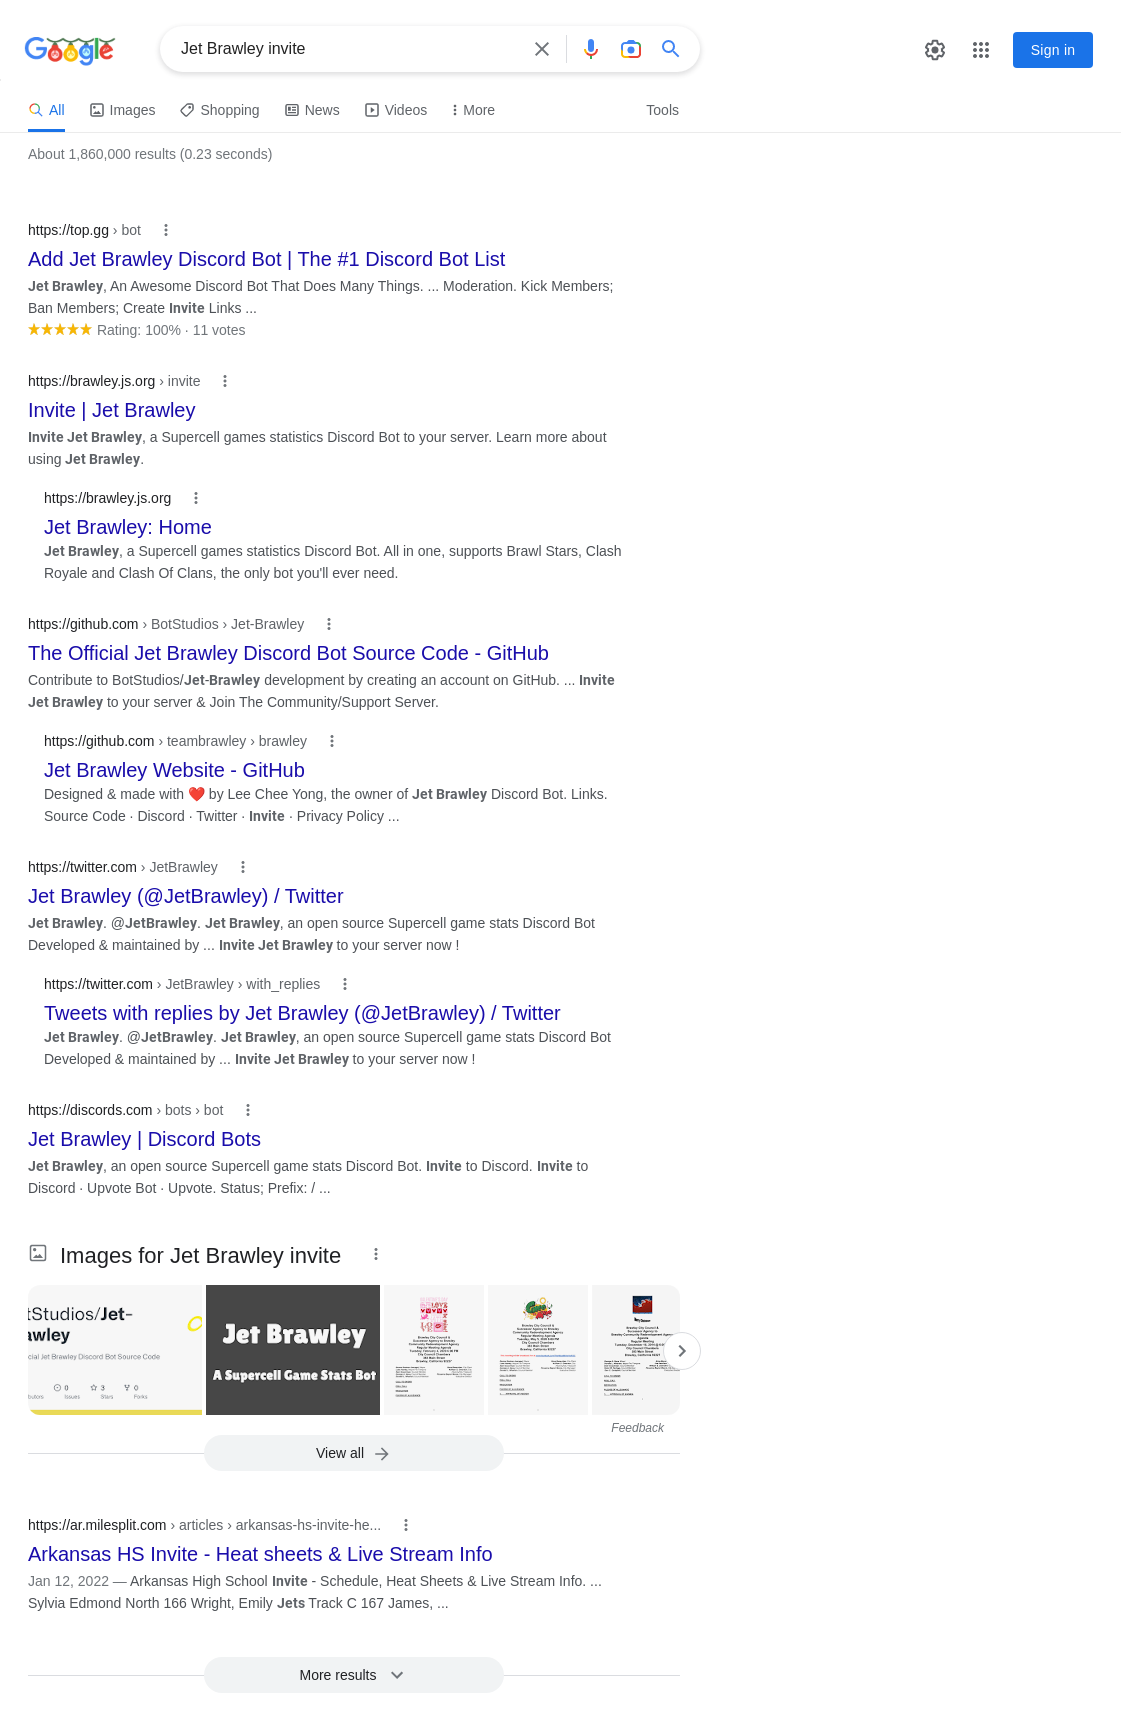 Google
Jet Brawley invite
Sign in
All
Images
Shopping
News
Videos
More
Tools
About 1,860,000 results (0.23 seconds)
https://top.gg › bot
Add Jet Brawley Discord Bot | The #1 Discord Bot List
Jet Brawley, An Awesome Discord Bot That Does Many Things. ... Moderation. Kick Members;
Ban Members; Create Invite Links ...
Rating: 100% · 11 votes
https://brawley.js.org › invite
Invite | Jet Brawley
Invite Jet Brawley, a Supercell games statistics Discord Bot to your server. Learn more about
using Jet Brawley.
https://brawley.js.org
Jet Brawley: Home
Jet Brawley, a Supercell games statistics Discord Bot. All in one, supports Brawl Stars, Clash
Royale and Clash Of Clans, the only bot you'll ever need.
https://github.com › BotStudios › Jet-Brawley
The Official Jet Brawley Discord Bot Source Code - GitHub
Contribute to BotStudios/Jet-Brawley development by creating an account on GitHub. ... Invite
Jet Brawley to your server & Join The Community/Support Server.
https://github.com › teambrawley › brawley
Jet Brawley Website - GitHub
Designed & made with ❤️ by Lee Chee Yong, the owner of Jet Brawley Discord Bot. Links.
Source Code · Discord · Twitter · Invite · Privacy Policy ...
https://twitter.com › JetBrawley
Jet Brawley (@JetBrawley) / Twitter
Jet Brawley. @JetBrawley. Jet Brawley, an open source Supercell game stats Discord Bot
Developed & maintained by ... Invite Jet Brawley to your server now !
https://twitter.com › JetBrawley › with_replies
Tweets with replies by Jet Brawley (@JetBrawley) / Twitter
Jet Brawley. @JetBrawley. Jet Brawley, an open source Supercell game stats Discord Bot
Developed & maintained by ... Invite Jet Brawley to your server now !
https://discords.com › bots › bot
Jet Brawley | Discord Bots
Jet Brawley, an open source Supercell game stats Discord Bot. Invite to Discord. Invite to
Discord · Upvote Bot · Upvote. Status; Prefix: / ...
Images for Jet Brawley invite
tStudios/Jet-
awley
cial Jet Brawley Discord Bot Source Code
0
3
0
Issues
Stars
Forks
Jet Brawley
A Supercell Game Stats Bot
Feedback
View all
https://ar.milesplit.com › articles › arkansas-hs-invite-he...
Arkansas HS Invite - Heat sheets & Live Stream Info
Jan 12, 2022 — Arkansas High School Invite - Schedule, Heat Sheets & Live Stream Info. ...
Sylvia Edmond North 166 Wright, Emily Jets Track C 167 James, ...
More results